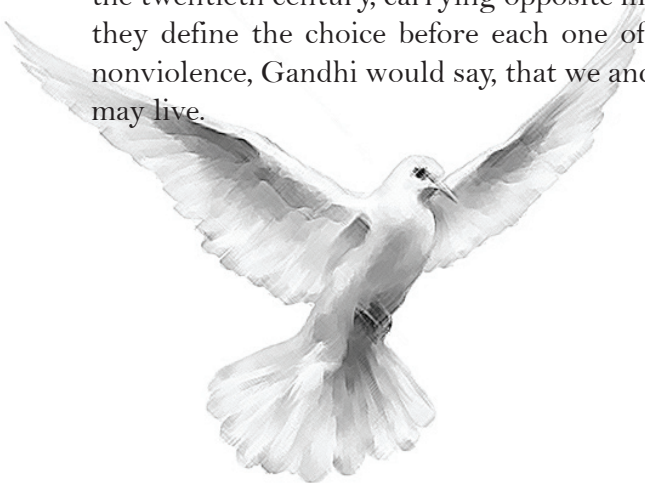 the twentieth century, carrying opposite
they define the choice before each one of
nonviolence, Gandhi would say, that we and
may live.